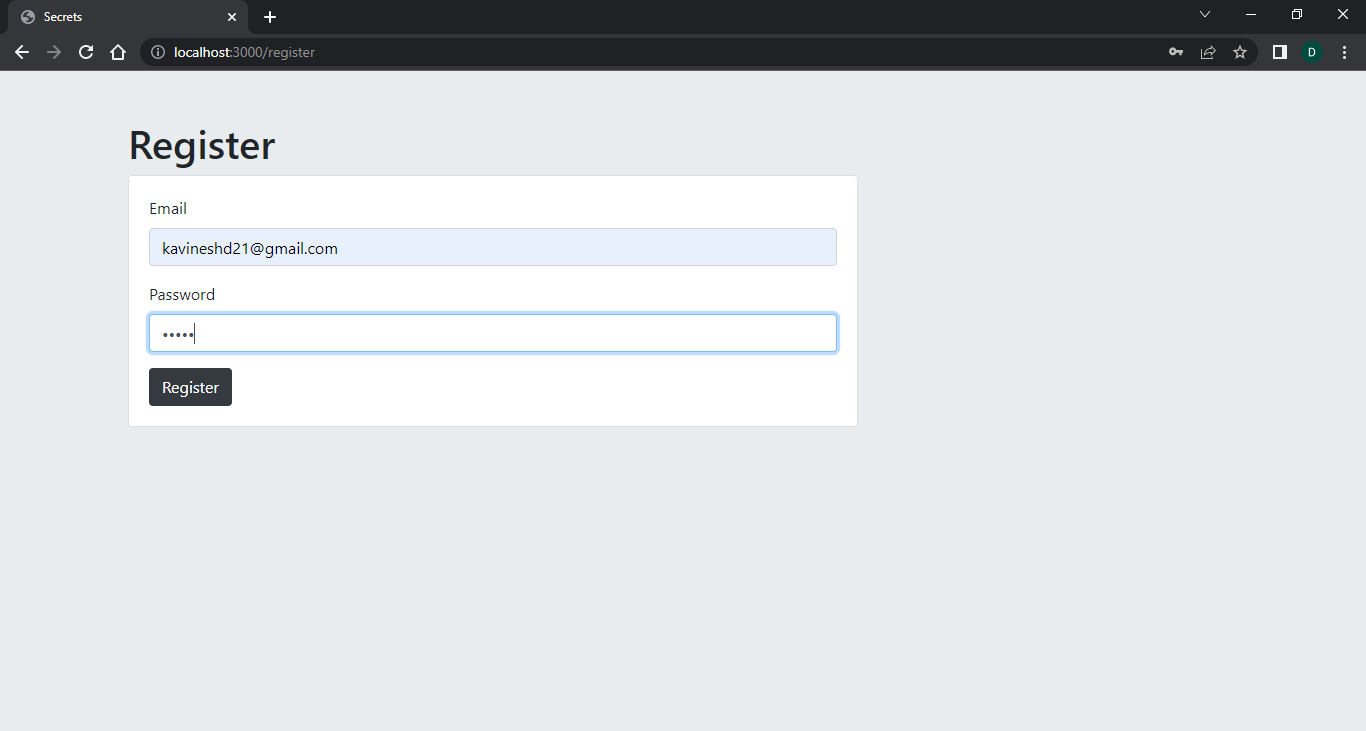 Secrets
localhost:3000/register
D
Register
Email
kavineshd21@gmail.com
Password
•••••
Register